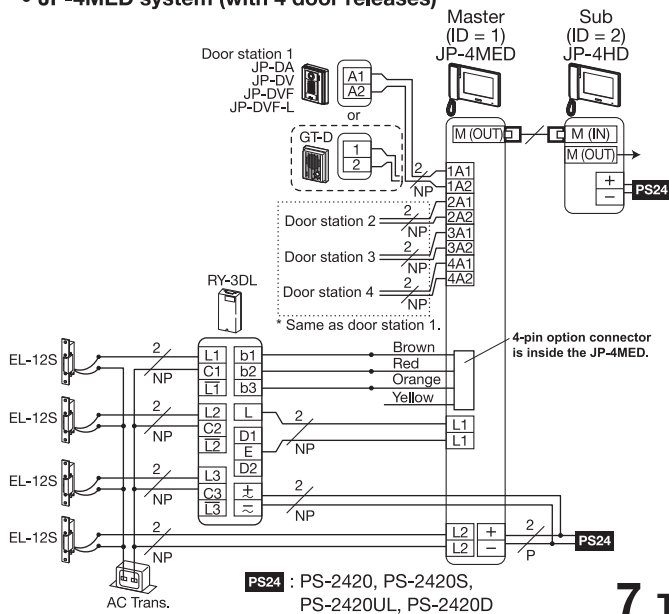 • JP-4MED system (with 4 door releases)
Master
(ID = 1)
JP-4MED
Sub
(ID = 2)
JP-4HD
Door station 1
JP-DA
JP-DV
JP-DVF
JP-DVF-L
A1
A2
or
GT-D
1
2
M (OUT)
M (IN)
M (OUT)
+
−
PS24
2
NP
1A1
1A2
2A1
2A2
3A1
3A2
4A1
4A2
Door station 2
2
NP
Door station 3
2
NP
Door station 4
2
NP
* Same as door station 1.
RY-3DL
4-pin option connector
is inside the JP-4MED.
Brown
Red
Orange
Yellow
EL-12S
2
NP
L1
C1
L1
b1
b2
b3
EL-12S
2
NP
L2
C2
L2
L
D1
E
D2
2
NP
L1
L1
EL-12S
2
NP
L3
C3
L3
2
NP
EL-12S
2
NP
L2
L2
+
−
2
P
PS24
AC Trans.
PS24 : PS-2420, PS-2420S,
PS-2420UL, PS-2420D
7